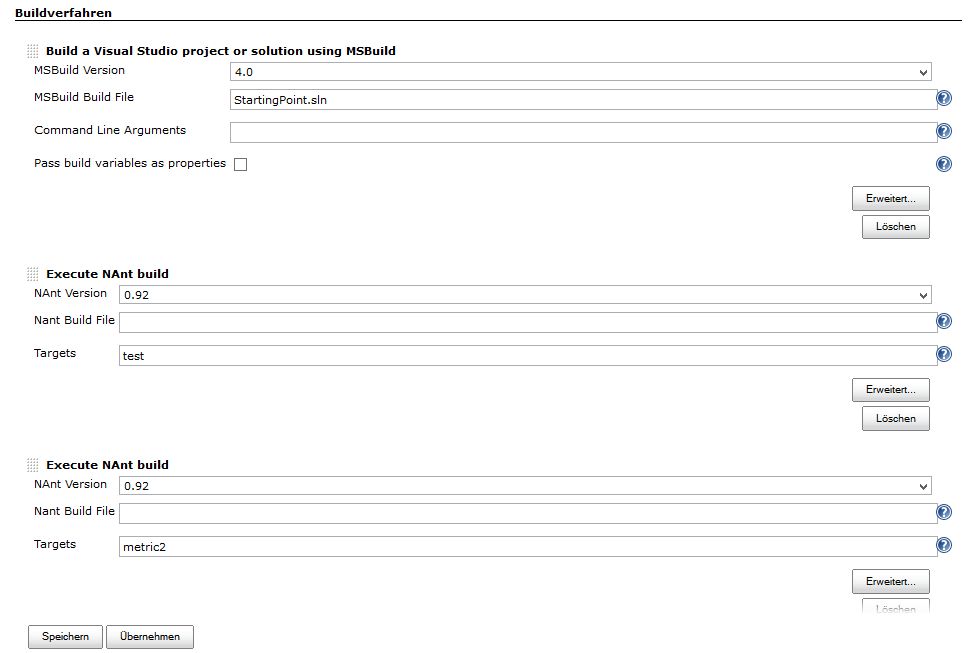 Buildverfahren
Build a Visual Studio project or solution using MSBuild
MSBuild Version 4.0
MSBuild Build File StartingPoint.sln
Command Line Arguments
Pass build variables as properties
Erweitert...
Löschen
Execute NAnt build
NAnt Version 0.92
Nant Build File
Targets test
Erweitert...
Löschen
Execute NAnt build
NAnt Version 0.92
Nant Build File
Targets metric2
Erweitert...
Löschen
Speichern Übernehmen